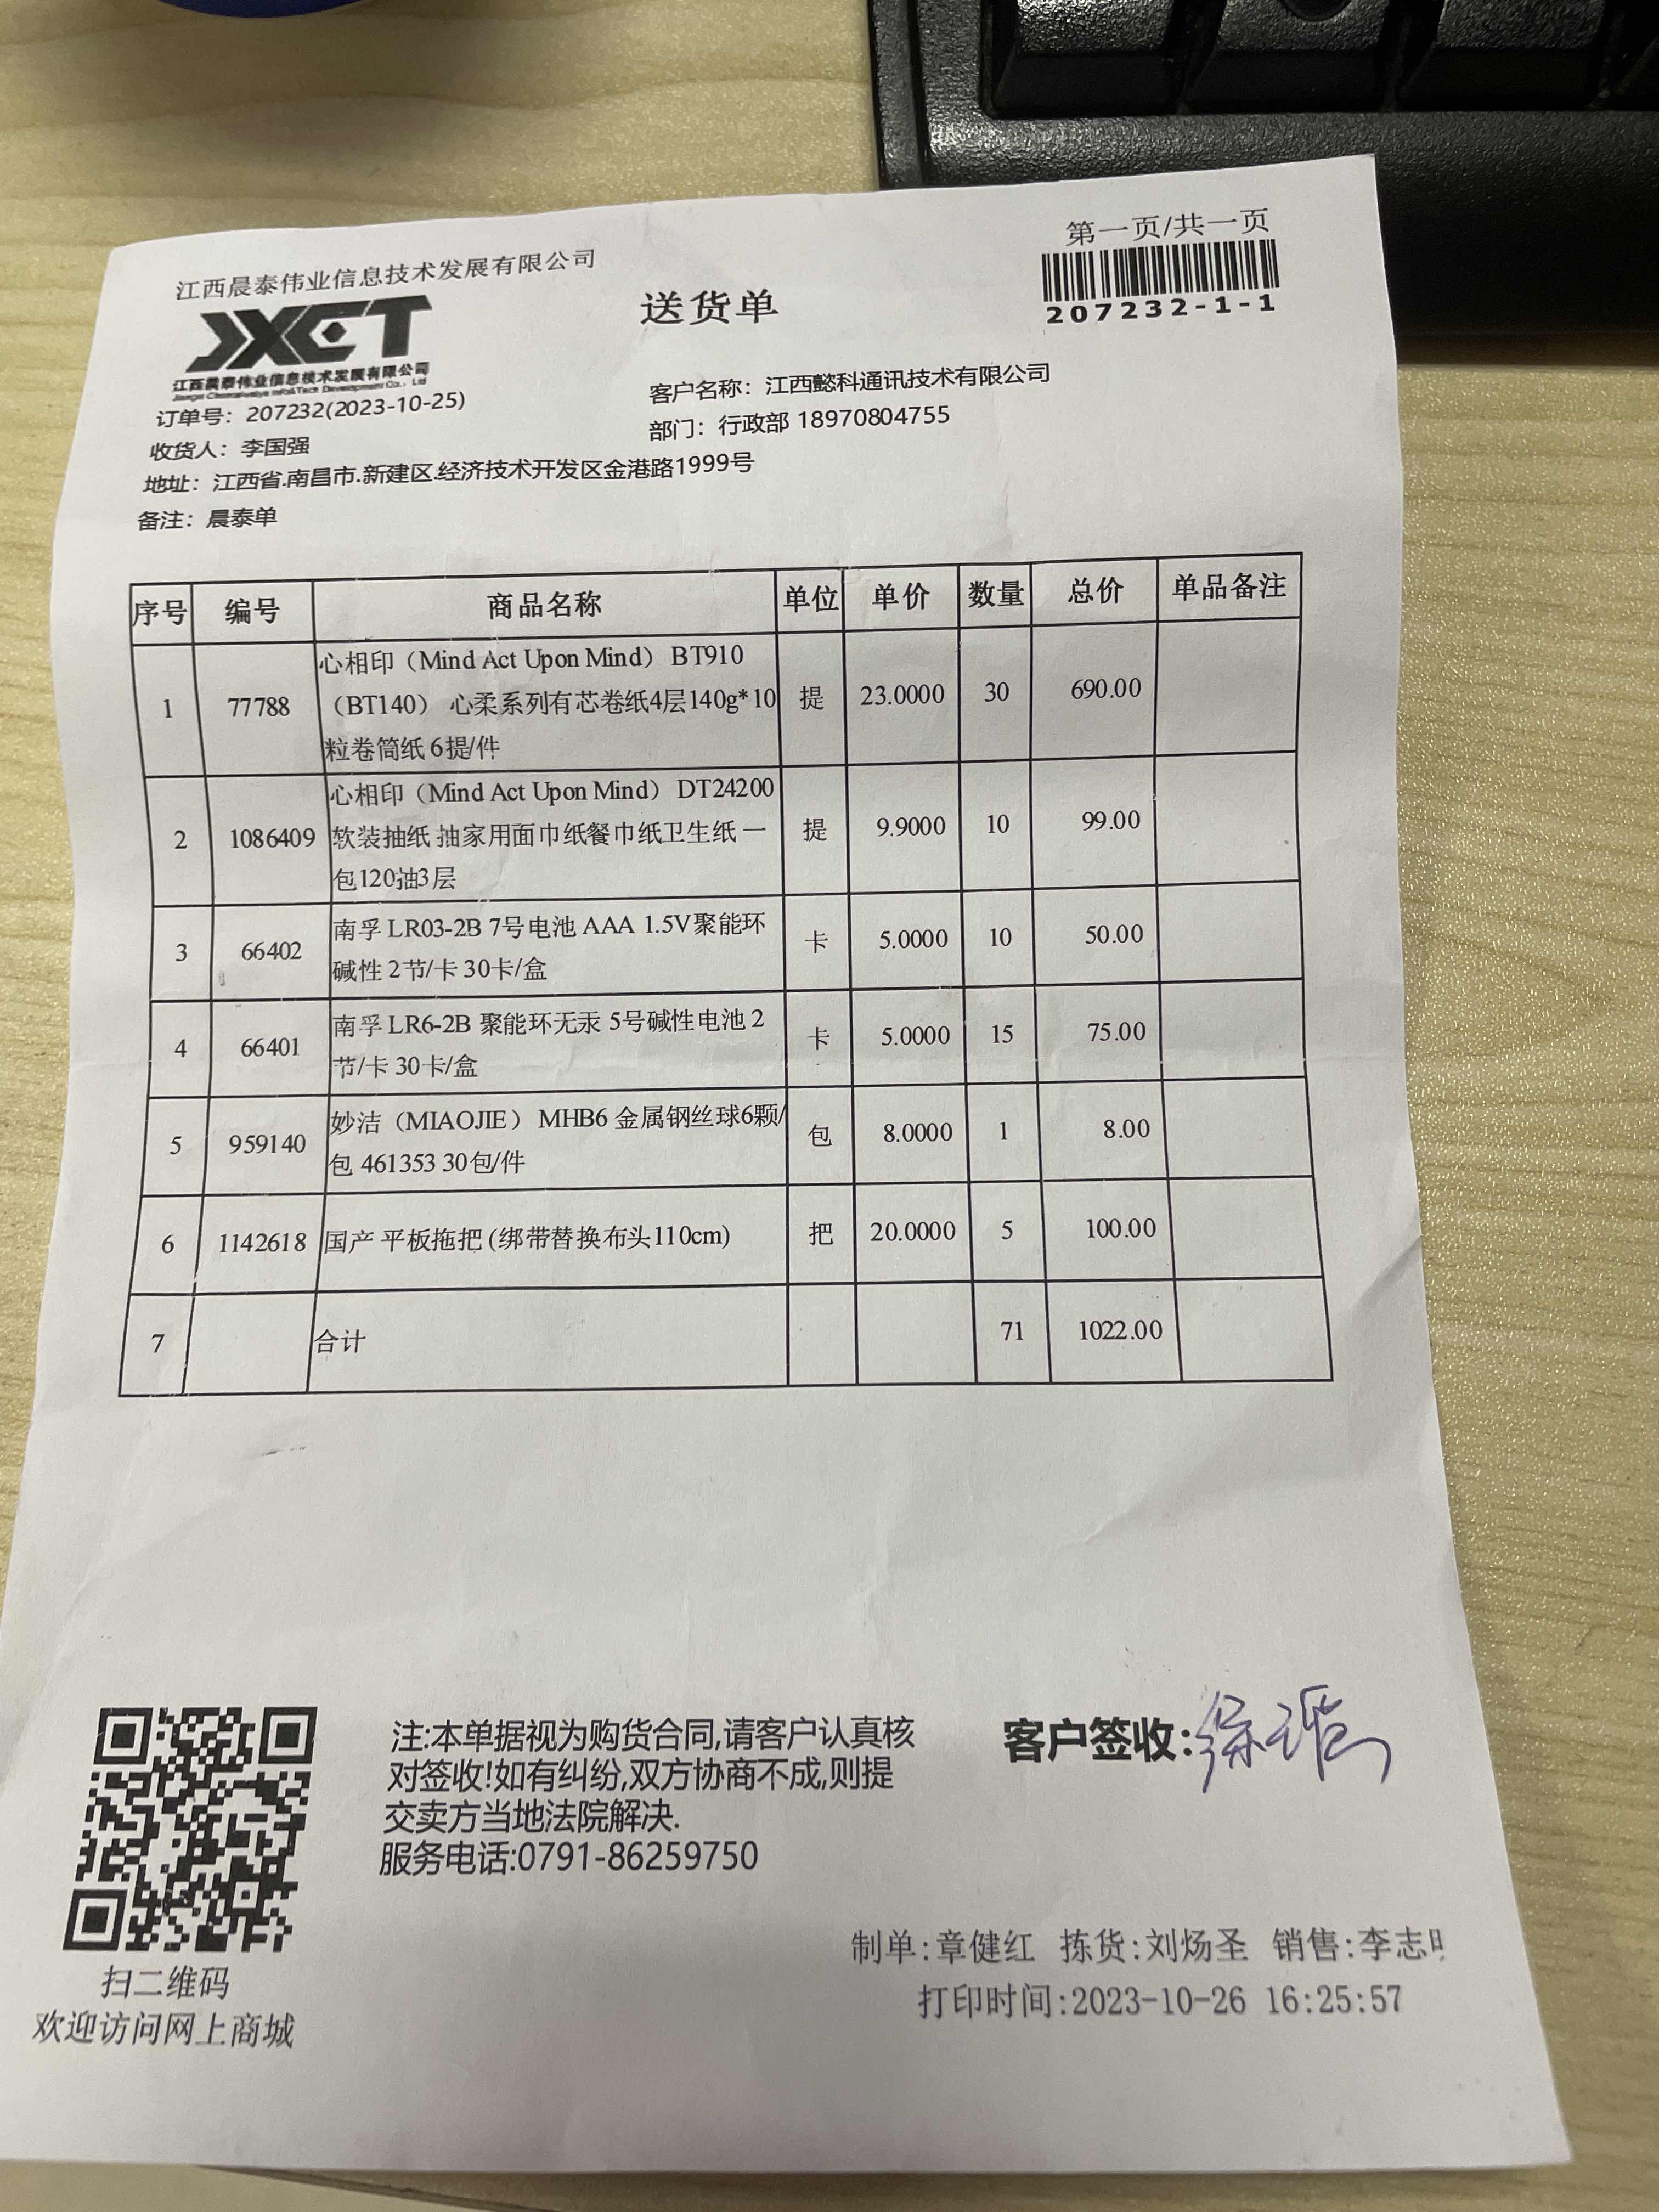 第一页/共一页
江西晨泰伟业信息技术发展有限公司
JXCT
江西晨泰伟业信息技术发展有限公司
送货单
207232-1-1
订单号：207232(2023-10-25)
客户名称：江西懿科通讯技术有限公司
收货人：李国强
部门：行政部 18970804755
地址：江西省.南昌市.新建区.经济技术开发区金港路1999号
备注：晨泰单
序号 编号 商品名称 单位 单价 数量 总价 单品备注
1 77788 心相印（Mind Act Upon Mind） BT910
（BT140） 心柔系列有芯卷纸4层140g*10
粒卷筒纸 6提/件 提 23.0000 30 690.00
2 1086409 心相印（Mind Act Upon Mind） DT24200
软装抽纸 抽家用面巾纸餐巾纸卫生纸 一
包120抽3层 提 9.9000 10 99.00
3 66402 南孚 LR03-2B 7号电池 AAA 1.5V聚能环
碱性 2节/卡 30卡/盒 卡 5.0000 10 50.00
4 66401 南孚 LR6-2B 聚能环无汞 5号碱性电池 2
节/卡 30卡/盒 卡 5.0000 15 75.00
5 959140 妙洁（MIAOJIE） MHB6 金属钢丝球6颗/
包 461353 30包/件 包 8.0000 1 8.00
6 1142618 国产 平板拖把 (绑带替换布头110cm) 把 20.0000 5 100.00
7 合计 71 1022.00
注:本单据视为购货合同,请客户认真核
对签收!如有纠纷,双方协商不成,则提
交卖方当地法院解决.
服务电话:0791-86259750
客户签收:
扫二维码
欢迎访问网上商城
制单:章健红 拣货:刘炀圣 销售:李志
打印时间:2023-10-26 16:25:57